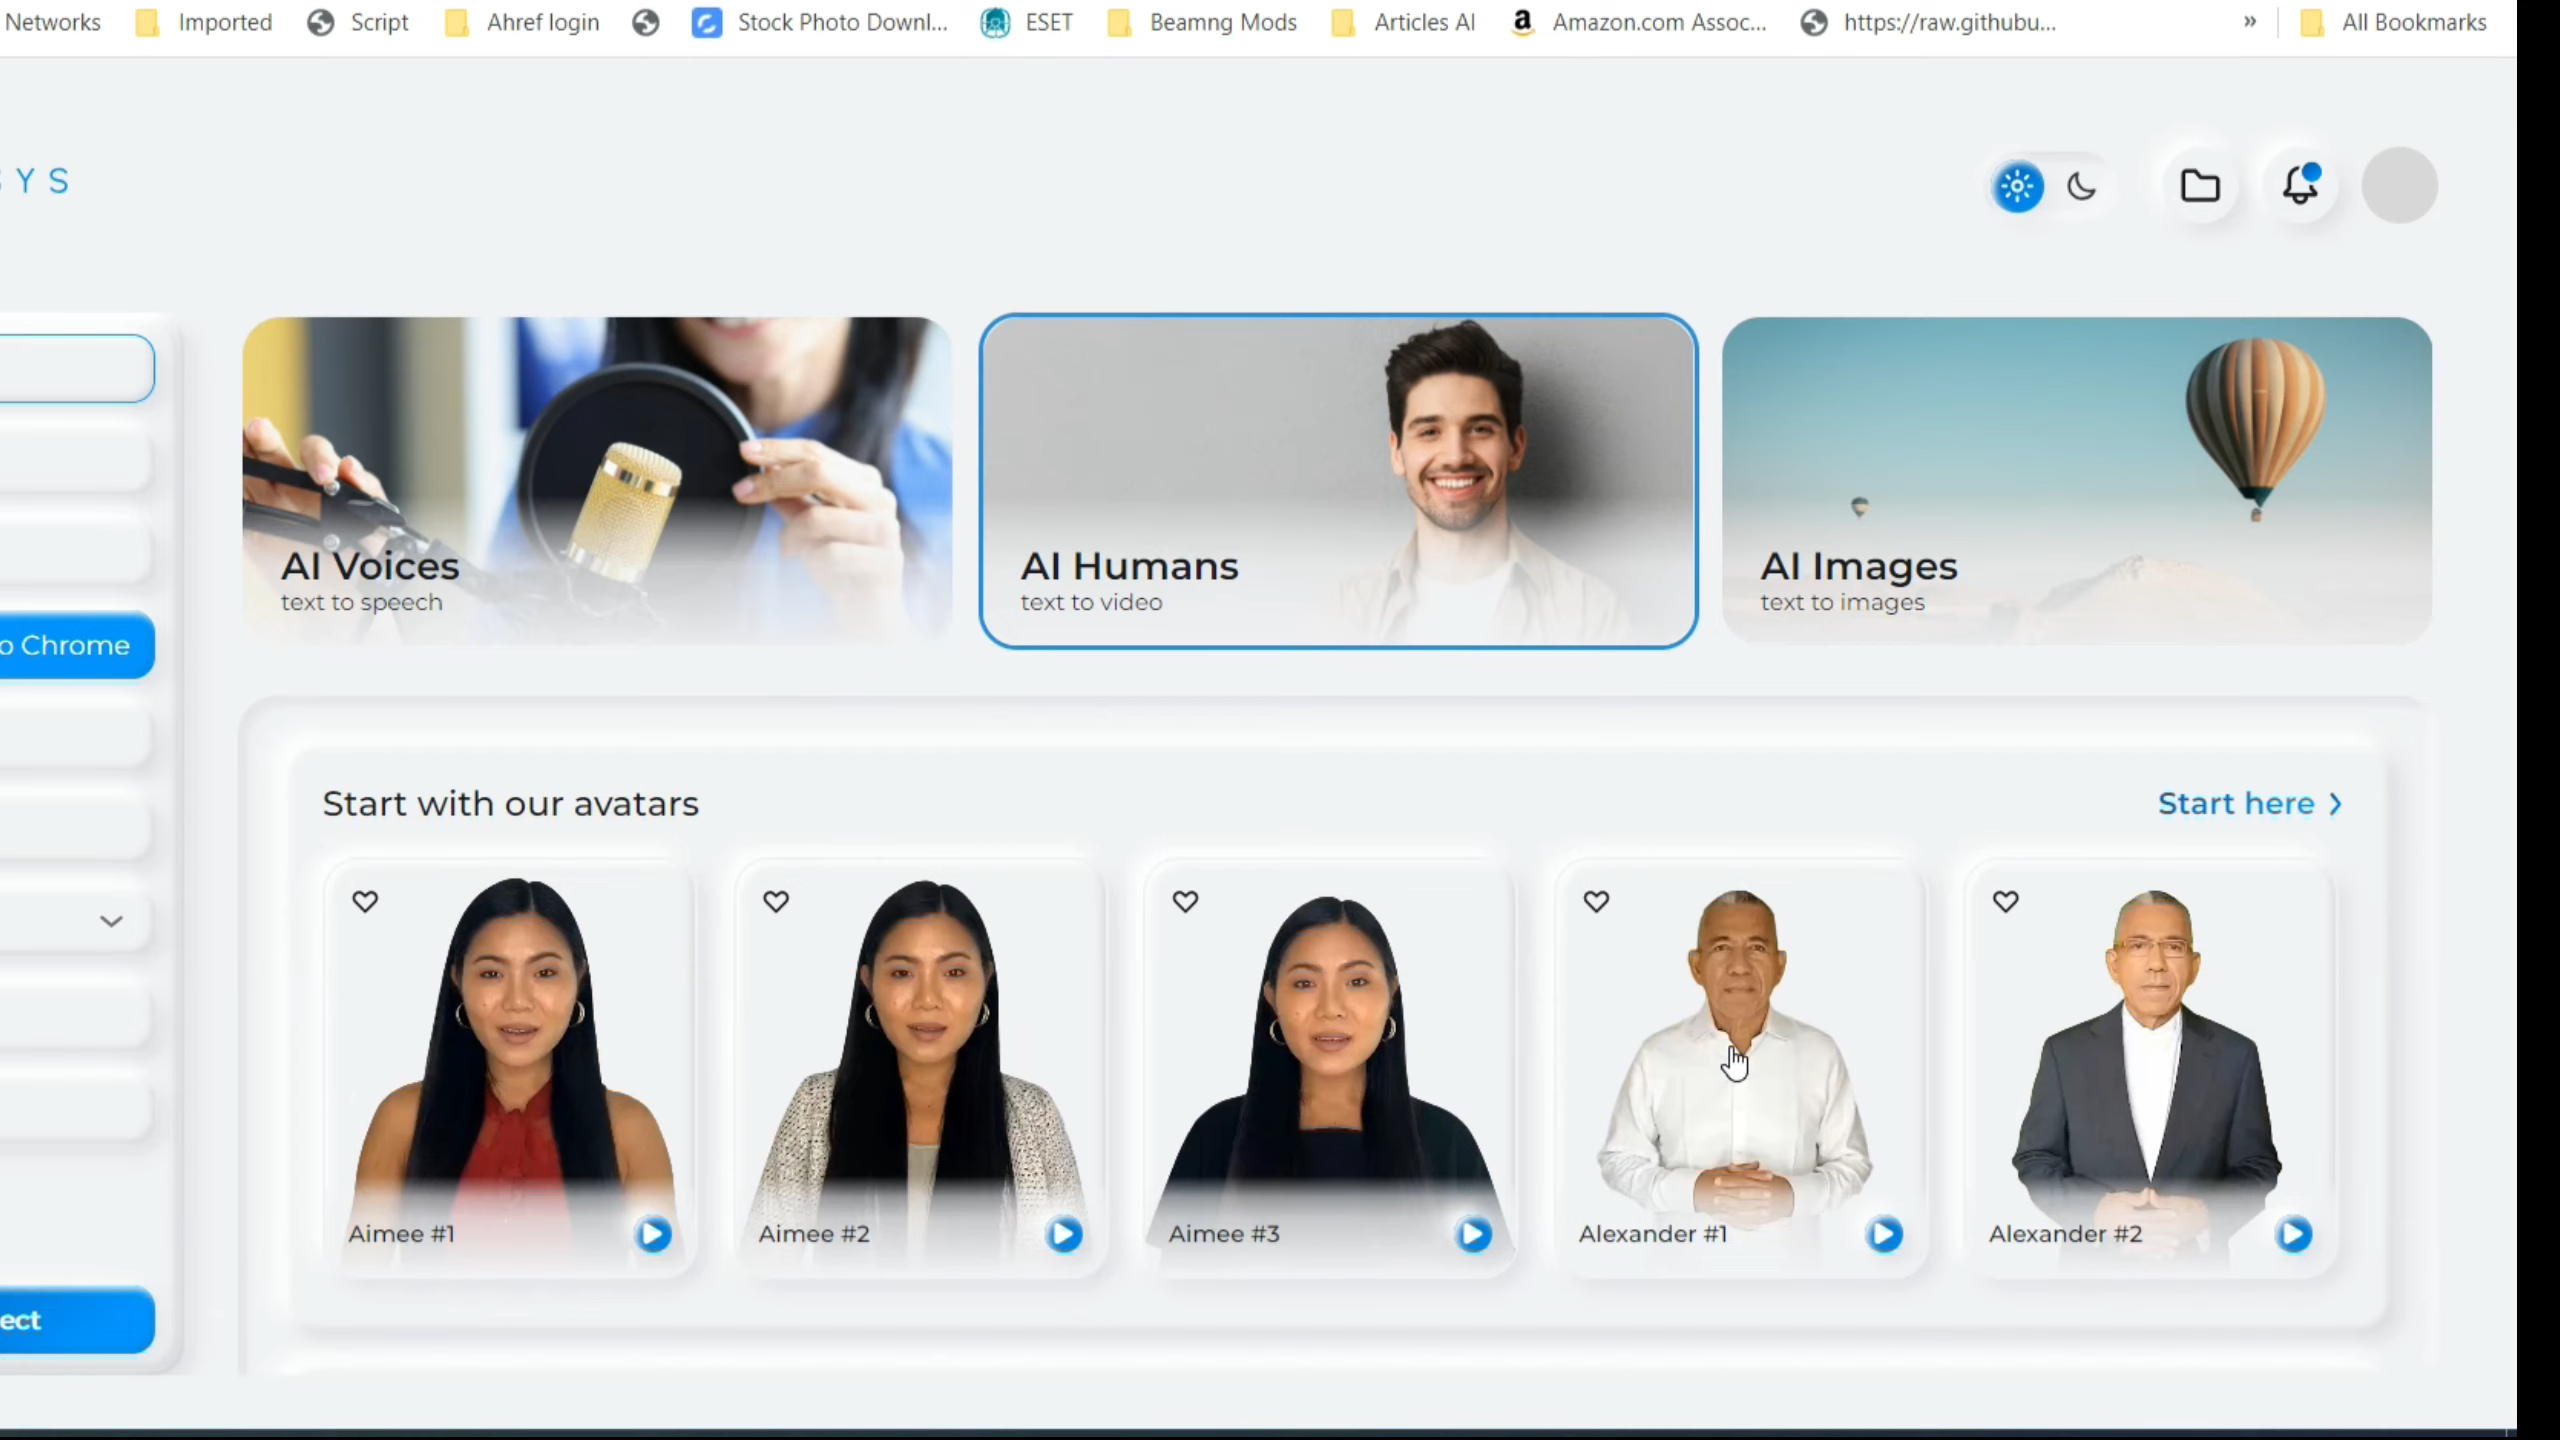 Networks Imported Script Ahref login Stock Photo Downl... ESET Beamng Mods Articles AI Amazon.com Assoc... https://raw.githubu... » All Bookmarks
YS
AI Voices
text to speech
AI Humans
text to video
AI Images
text to images
o Chrome
Start with our avatars
Start here
Aimee #1
Aimee #2
Aimee #3
Alexander #1
Alexander #2
ect